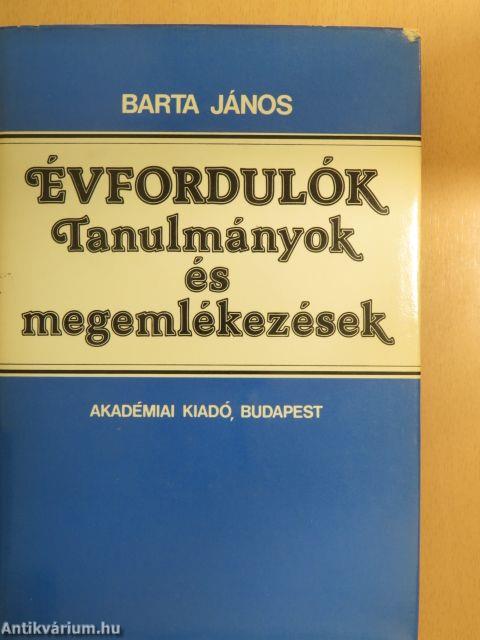 BARTA JÁNOS
ÉVFORDULÓK
Tanulmányok
és
megemlékezések
AKADÉMIAI KIADÓ, BUDAPEST
Antikvárium.hu